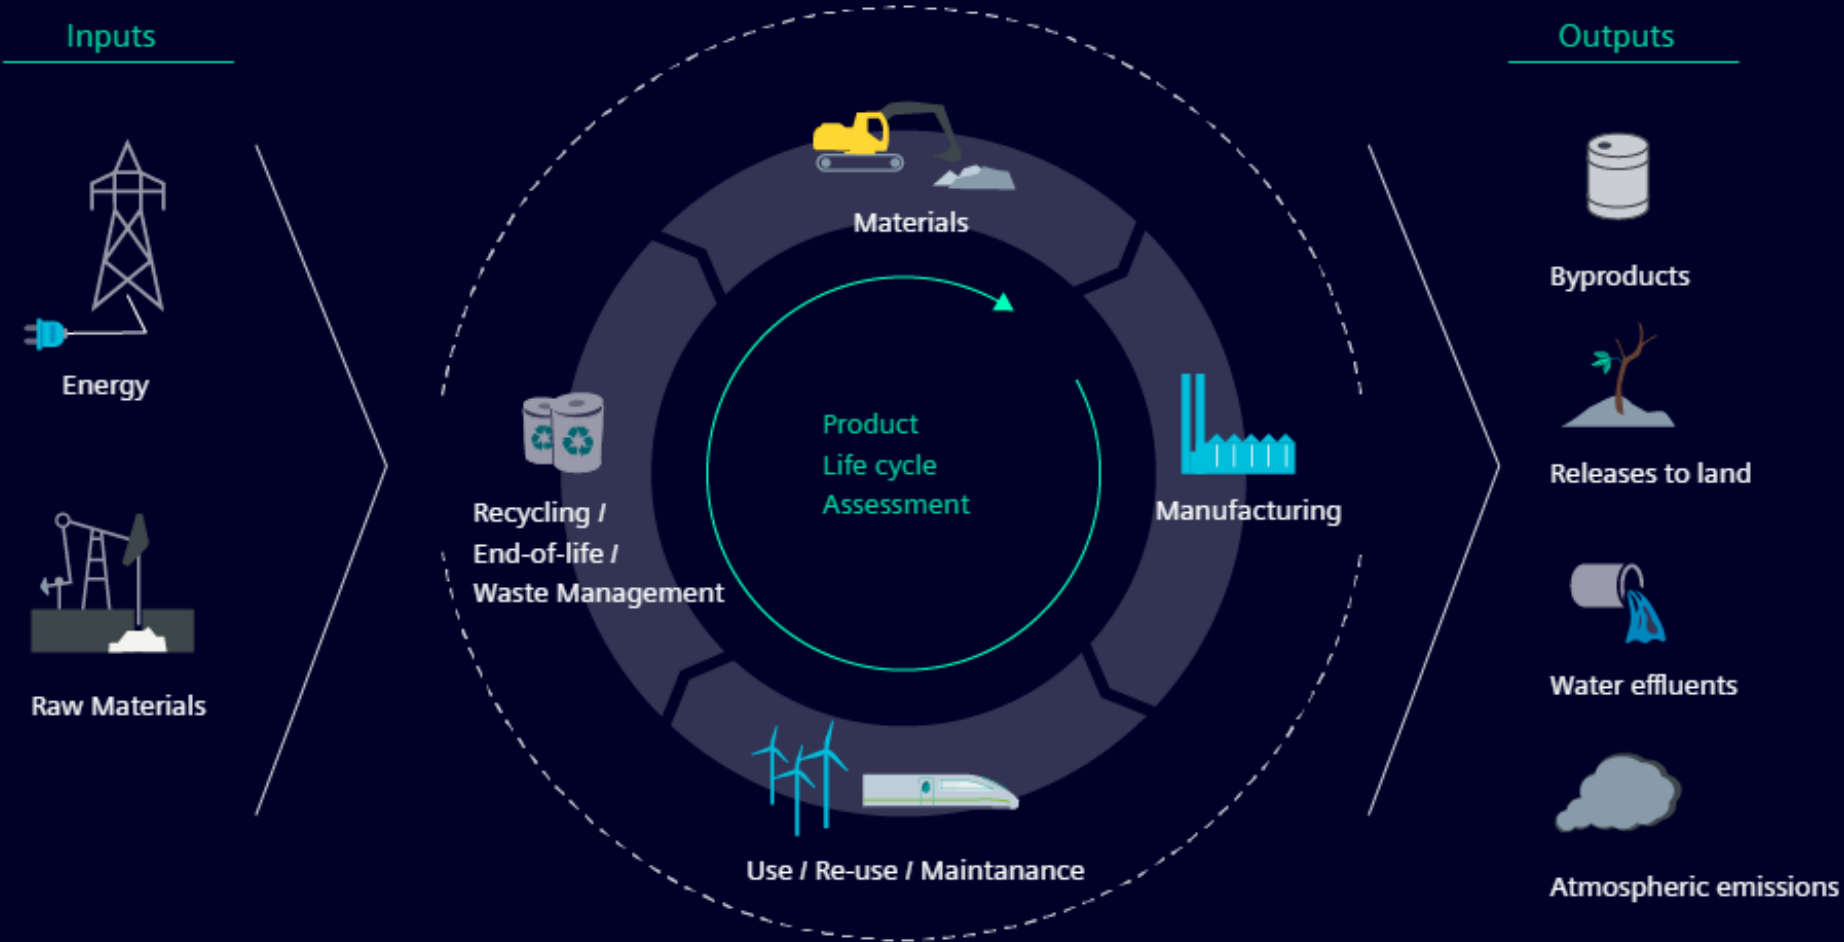 Inputs
Energy
Raw Materials
Materials
Manufacturing
Use / Re-use / Maintanance
Recycling /
End-of-life /
Waste Management
Product
Life cycle
Assessment
Outputs
Byproducts
Releases to land
Water effluents
Atmospheric emissions